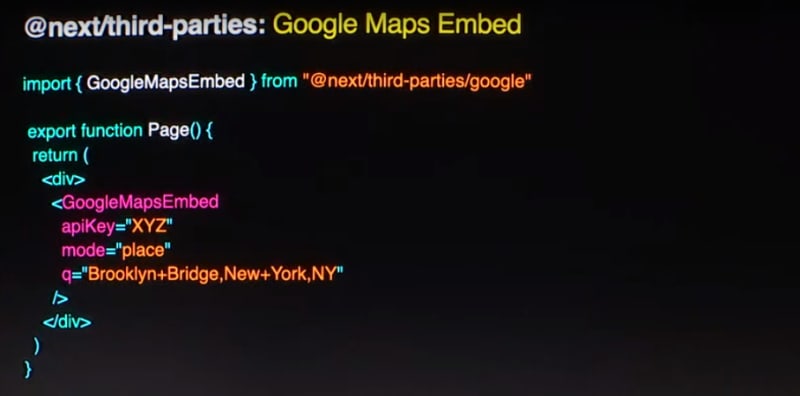 @next/third-parties: Google Maps Embed
import { GoogleMapsEmbed } from "@next/third-parties/google"
export function Page() {
return (
<div>
<GoogleMapsEmbed
apiKey="XYZ"
mode="place"
q="Brooklyn+Bridge,New+York,NY"
/>
</div>
)
}